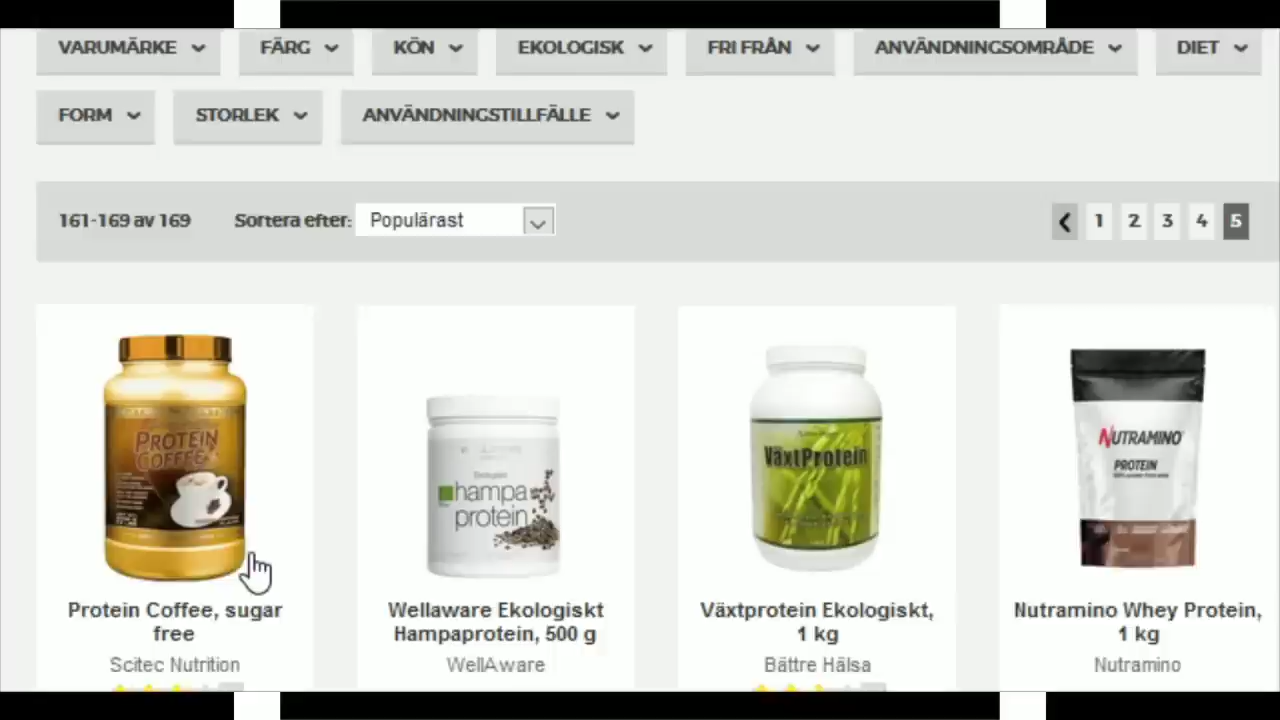 VARUMÄRKE FÄRG KÖN EKOLOGISK FRI FRÅN ANVÄNDNINGSOMRÅDE DIET
FORM STORLEK ANVÄNDNINGSTILLFÄLLE
161-169 av 169 Sortera efter: Populärast 1 2 3 4 5
PROTEIN
COFFEE
hampa
protein
VäxtProtein
NUTRAMINO
PROTEIN
Protein Coffee, sugar
free
Scitec Nutrition
Wellaware Ekologiskt
Hampaprotein, 500 g
WellAware
Växtprotein Ekologiskt,
1 kg
Bättre Hälsa
Nutramino Whey Protein,
1 kg
Nutramino